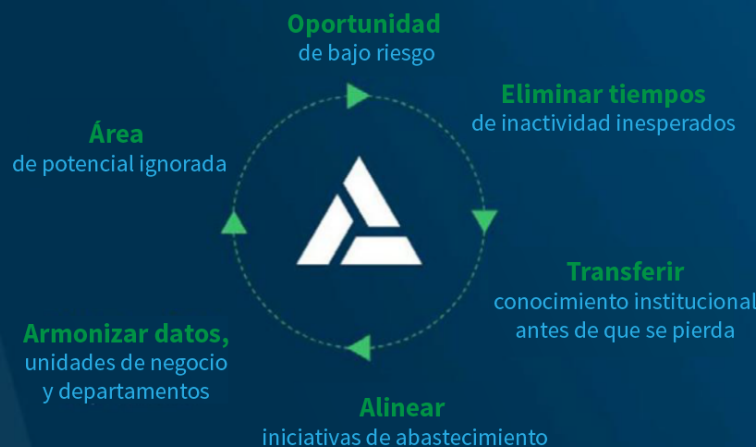 Oportunidad
de bajo riesgo
Eliminar tiempos
de inactividad inesperados
Transferir
conocimiento institucional
antes de que se pierda
Alinear
iniciativas de abastecimiento
Armonizar datos,
unidades de negocio
y departamentos
Área
de potencial ignorada